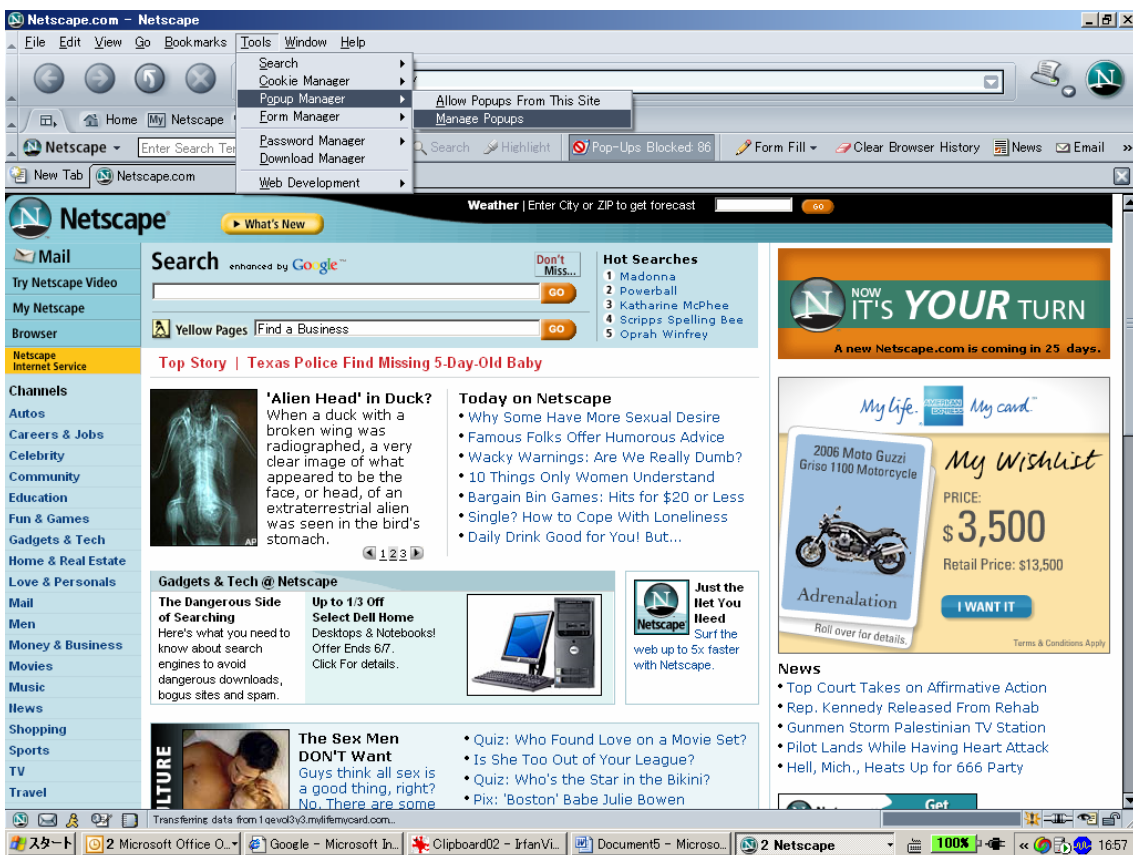 Netscape.com - Netscape
File Edit View Go Bookmarks Tools Window Help
Search
Cookie Manager
Popup Manager
Form Manager
Password Manager
Download Manager
Web Development
Allow Popups From This Site
Manage Popups
Home My Netscape
Netscape Enter Search Ter Search Highlight Pop-Ups Blocked: 86 Form Fill Clear Browser History News Email »
New Tab Netscape.com
Netscape
What's New
Weather | Enter City or ZIP to get forecast GO
Mail
Try Netscape Video
My Netscape
Browser
Netscape
Internet Service
Channels
Autos
Careers & Jobs
Celebrity
Community
Education
Fun & Games
Gadgets & Tech
Home & Real Estate
Love & Personals
Mail
Men
Money & Business
Movies
Music
News
Shopping
Sports
TV
Travel
Search enhanced by Google™
GO
Don't
Miss...
Yellow Pages Find a Business GO
Hot Searches
1 Madonna
2 Powerball
3 Katharine McPhee
4 Scripps Spelling Bee
5 Oprah Winfrey
Top Story | Texas Police Find Missing 5-Day-Old Baby
AP
'Alien Head' in Duck?
When a duck with a
broken wing was
radiographed, a very
clear image of what
appeared to be the
face, or head, of an
extraterrestrial alien
was seen in the bird's
stomach.
1 2 3
Today on Netscape
Why Some Have More Sexual Desire
Famous Folks Offer Humorous Advice
Wacky Warnings: Are We Really Dumb?
10 Things Only Women Understand
Bargain Bin Games: Hits for $20 or Less
Single? How to Cope With Loneliness
Daily Drink Good for You! But...
Gadgets & Tech @ Netscape
The Dangerous Side
of Searching
Here's what you need to
know about search
engines to avoid
dangerous downloads,
bogus sites and spam.
Up to 1/3 Off
Select Dell Home
Desktops & Notebooks!
Offer Ends 6/7.
Click For details.
Netscape
Just the
Net You
Need
Surf the
web up to 5x faster
with Netscape.
ULTURE
The Sex Men
DON'T Want
Guys think all sex is
a good thing, right?
No. There are some
Quiz: Who Found Love on a Movie Set?
Is She Too Out of Your League?
Quiz: Who's the Star in the Bikini?
Pix: 'Boston' Babe Julie Bowen
NOW
IT'S YOUR TURN
A new Netscape.com is coming in 25 days.
My life. AMERICAN EXPRESS My card.™
2006 Moto Guzzi
Griso 1100 Motorcycle
Adrenalation
Roll over for details.
My Wishlist
PRICE:
$3,500
Retail Price: $13,500
I WANT IT
Terms & Conditions Apply
News
Top Court Takes on Affirmative Action
Rep. Kennedy Released From Rehab
Gunmen Storm Palestinian TV Station
Pilot Lands While Having Heart Attack
Hell, Mich., Heats Up for 666 Party
Get
Transfering data from 1qevol3y3.mylifemycard.com...
スタート 2 Microsoft Office O... Google - Microsoft In... Clipboard02 - IrfanVi... Document5 - Microso... 2 Netscape 100% « 16:57